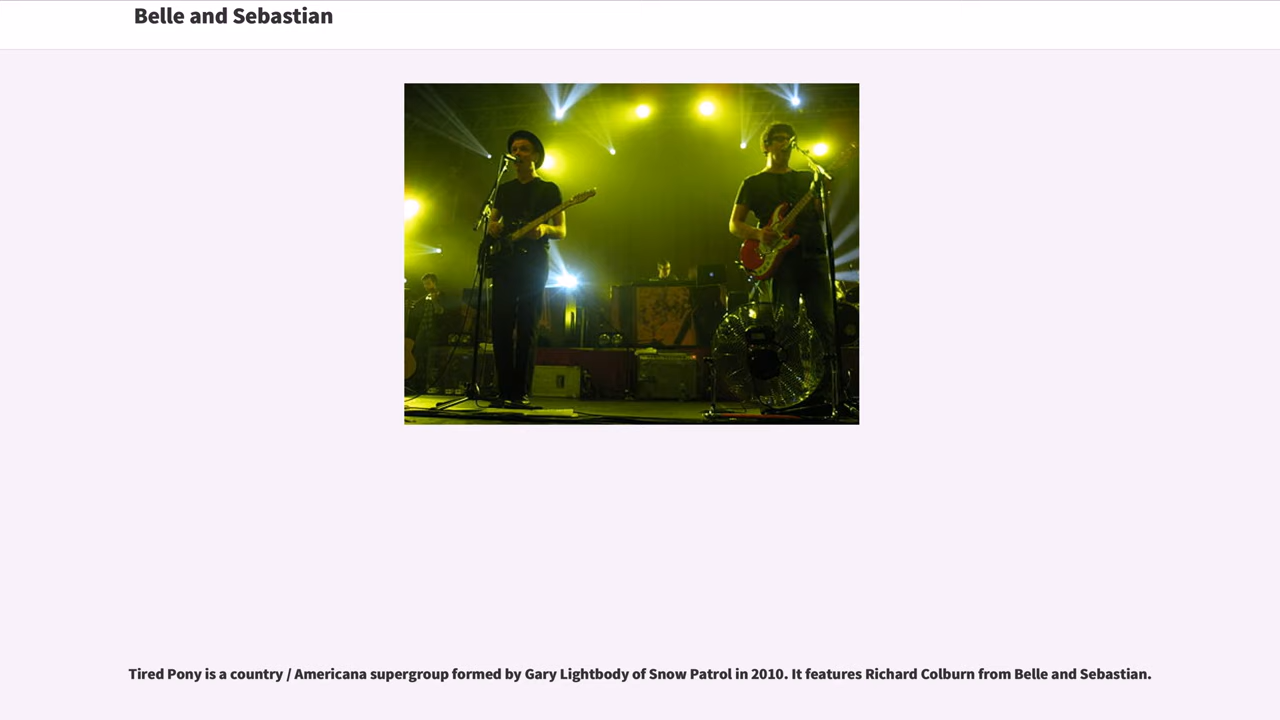 Belle and Sebastian
Tired Pony is a country / Americana supergroup formed by Gary Lightbody of Snow Patrol in 2010. It features Richard Colburn from Belle and Sebastian.